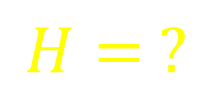 H = ?